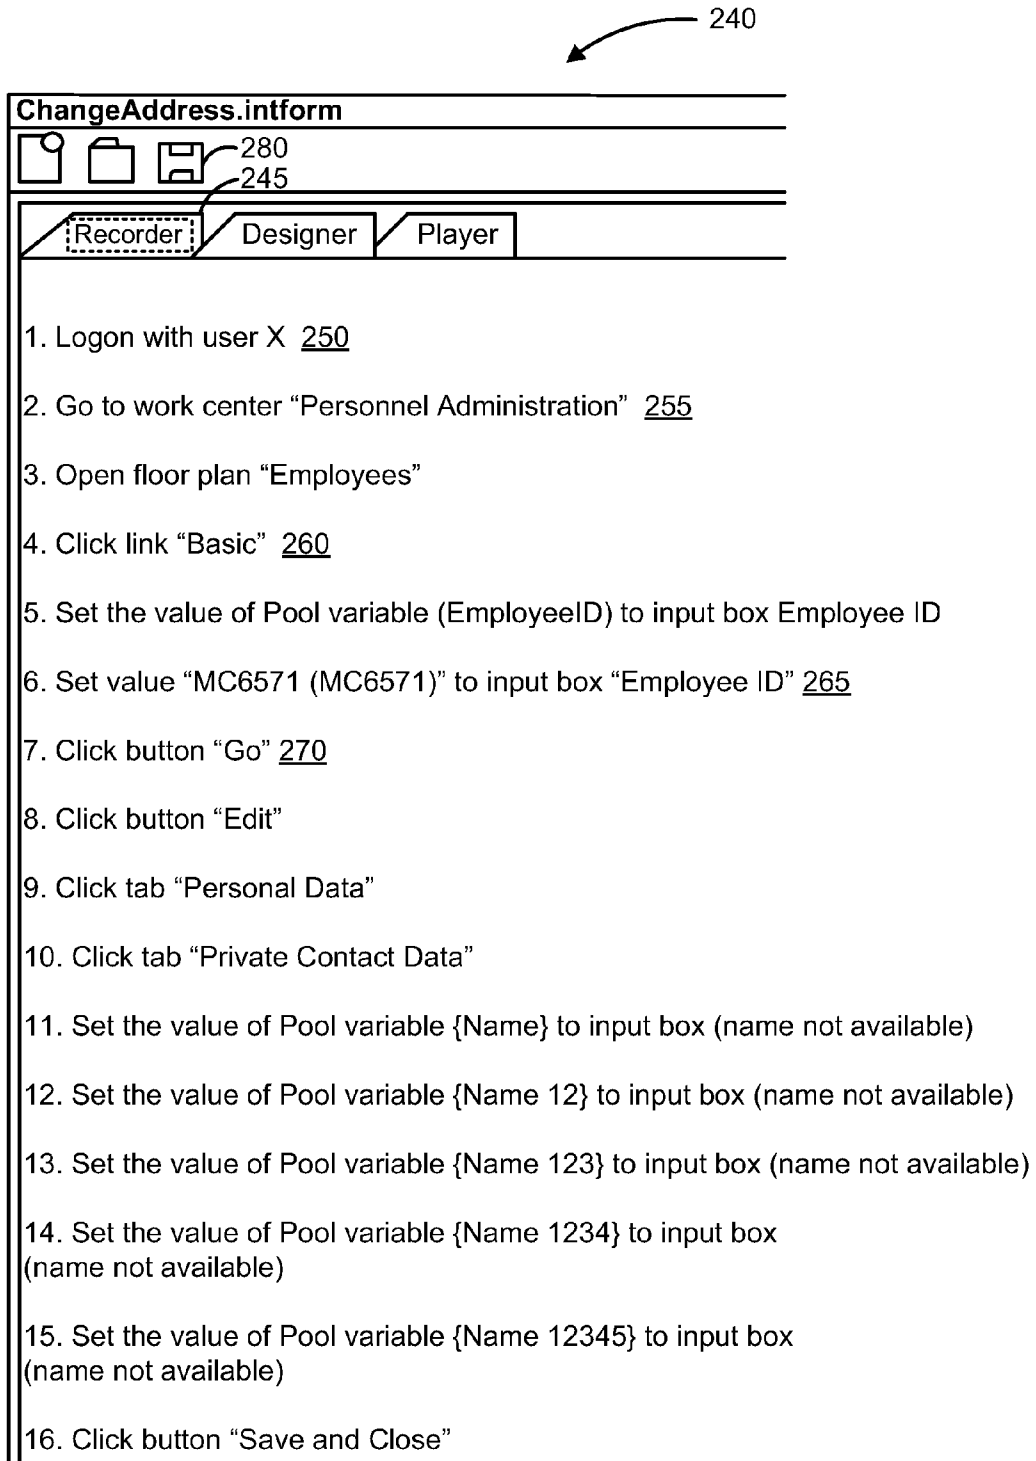 240
ChangeAddress.intform
280
245
Recorder Designer Player
1. Logon with user X 250
2. Go to work center “Personnel Administration” 255
3. Open floor plan “Employees”
4. Click link “Basic” 260
5. Set the value of Pool variable (EmployeeID) to input box Employee ID
6. Set value “MC6571 (MC6571)” to input box “Employee ID” 265
7. Click button “Go” 270
8. Click button “Edit”
9. Click tab “Personal Data”
10. Click tab “Private Contact Data”
11. Set the value of Pool variable {Name} to input box (name not available)
12. Set the value of Pool variable {Name 12} to input box (name not available)
13. Set the value of Pool variable {Name 123} to input box (name not available)
14. Set the value of Pool variable {Name 1234} to input box
(name not available)
15. Set the value of Pool variable {Name 12345} to input box
(name not available)
16. Click button “Save and Close”